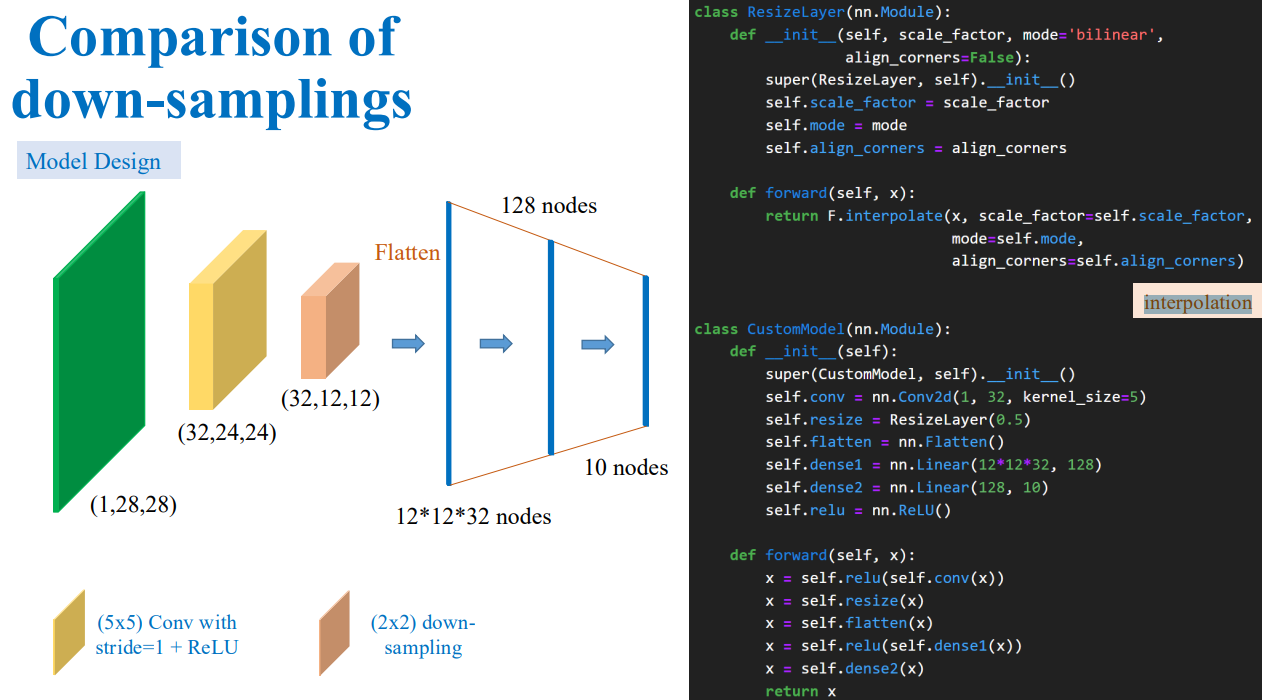 Comparison of
down-samplings
Model Design
128 nodes
Flatten
(32,12,12)
(32,24,24)
10 nodes
(1,28,28)
12*12*32 nodes
(5x5) Conv with
stride=1 + ReLU
(2x2) down-
sampling
class ResizeLayer(nn.Module):
    def __init__(self, scale_factor, mode='bilinear',
                 align_corners=False):
        super(ResizeLayer, self).__init__()
        self.scale_factor = scale_factor
        self.mode = mode
        self.align_corners = align_corners
    def forward(self, x):
        return F.interpolate(x, scale_factor=self.scale_factor,
                             mode=self.mode,
                             align_corners=self.align_corners)
interpolation
class CustomModel(nn.Module):
    def __init__(self):
        super(CustomModel, self).__init__()
        self.conv = nn.Conv2d(1, 32, kernel_size=5)
        self.resize = ResizeLayer(0.5)
        self.flatten = nn.Flatten()
        self.dense1 = nn.Linear(12*12*32, 128)
        self.dense2 = nn.Linear(128, 10)
        self.relu = nn.ReLU()
    def forward(self, x):
        x = self.relu(self.conv(x))
        x = self.resize(x)
        x = self.flatten(x)
        x = self.relu(self.dense1(x))
        x = self.dense2(x)
        return x